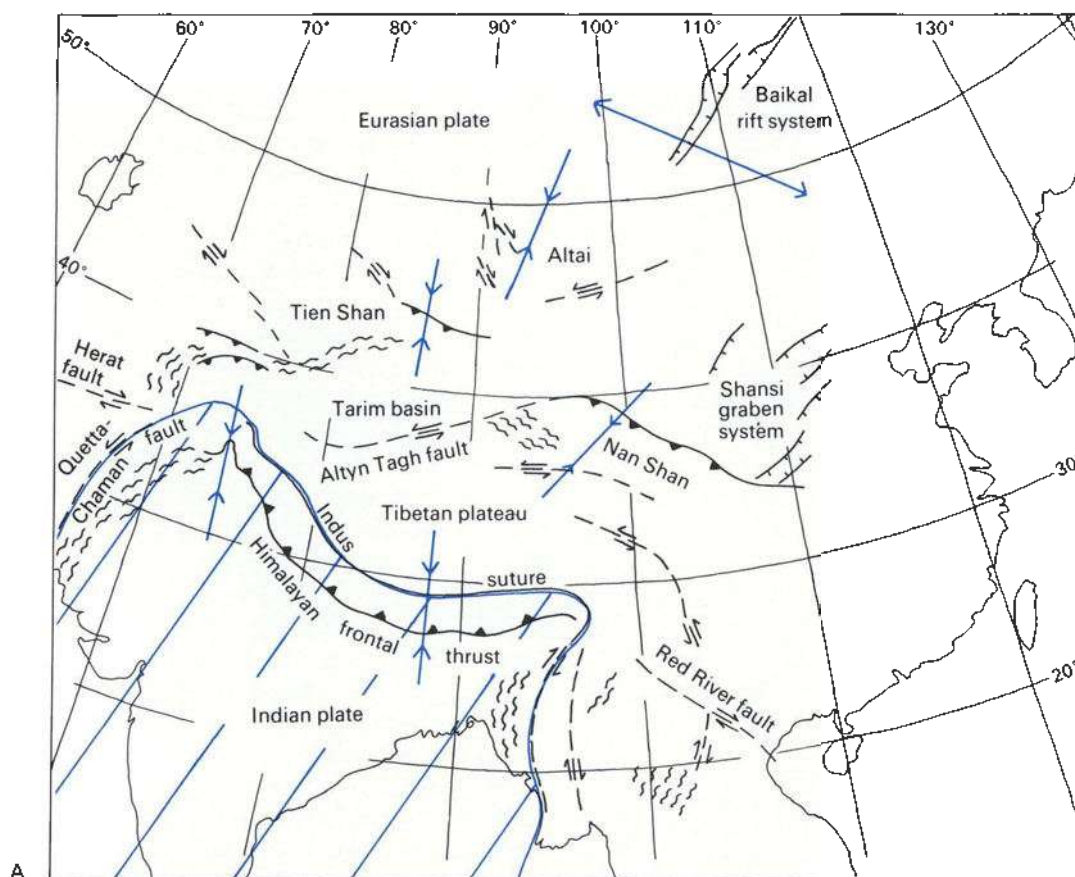 50°
60°
70°
80°
90°
100°
110°
130°
Baikal
rift system
Eurasian plate
Altai
40°
Tien Shan
Herat
fault
Tarim basin
Shansi
graben
system
Quetta-
Chaman fault
Altyn Tagh fault
Nan Shan
30°
Tibetan plateau
Indus suture
Himalayan frontal thrust
Red River fault
20°
Indian plate
A